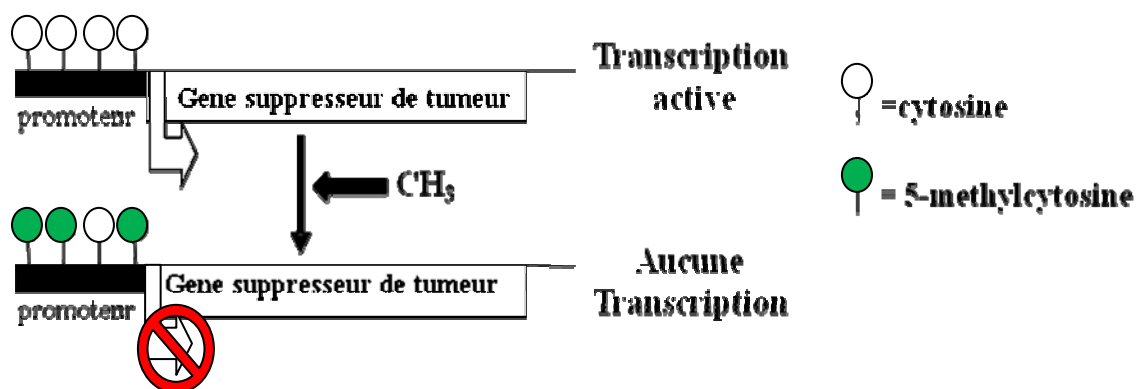 Gene suppresseur de tumeur
promoteur
Transcription
active
=cytosine
CH3
= 5-methylcytosine
Gene suppresseur de tumeur
promoteur
Aucune
Transcription